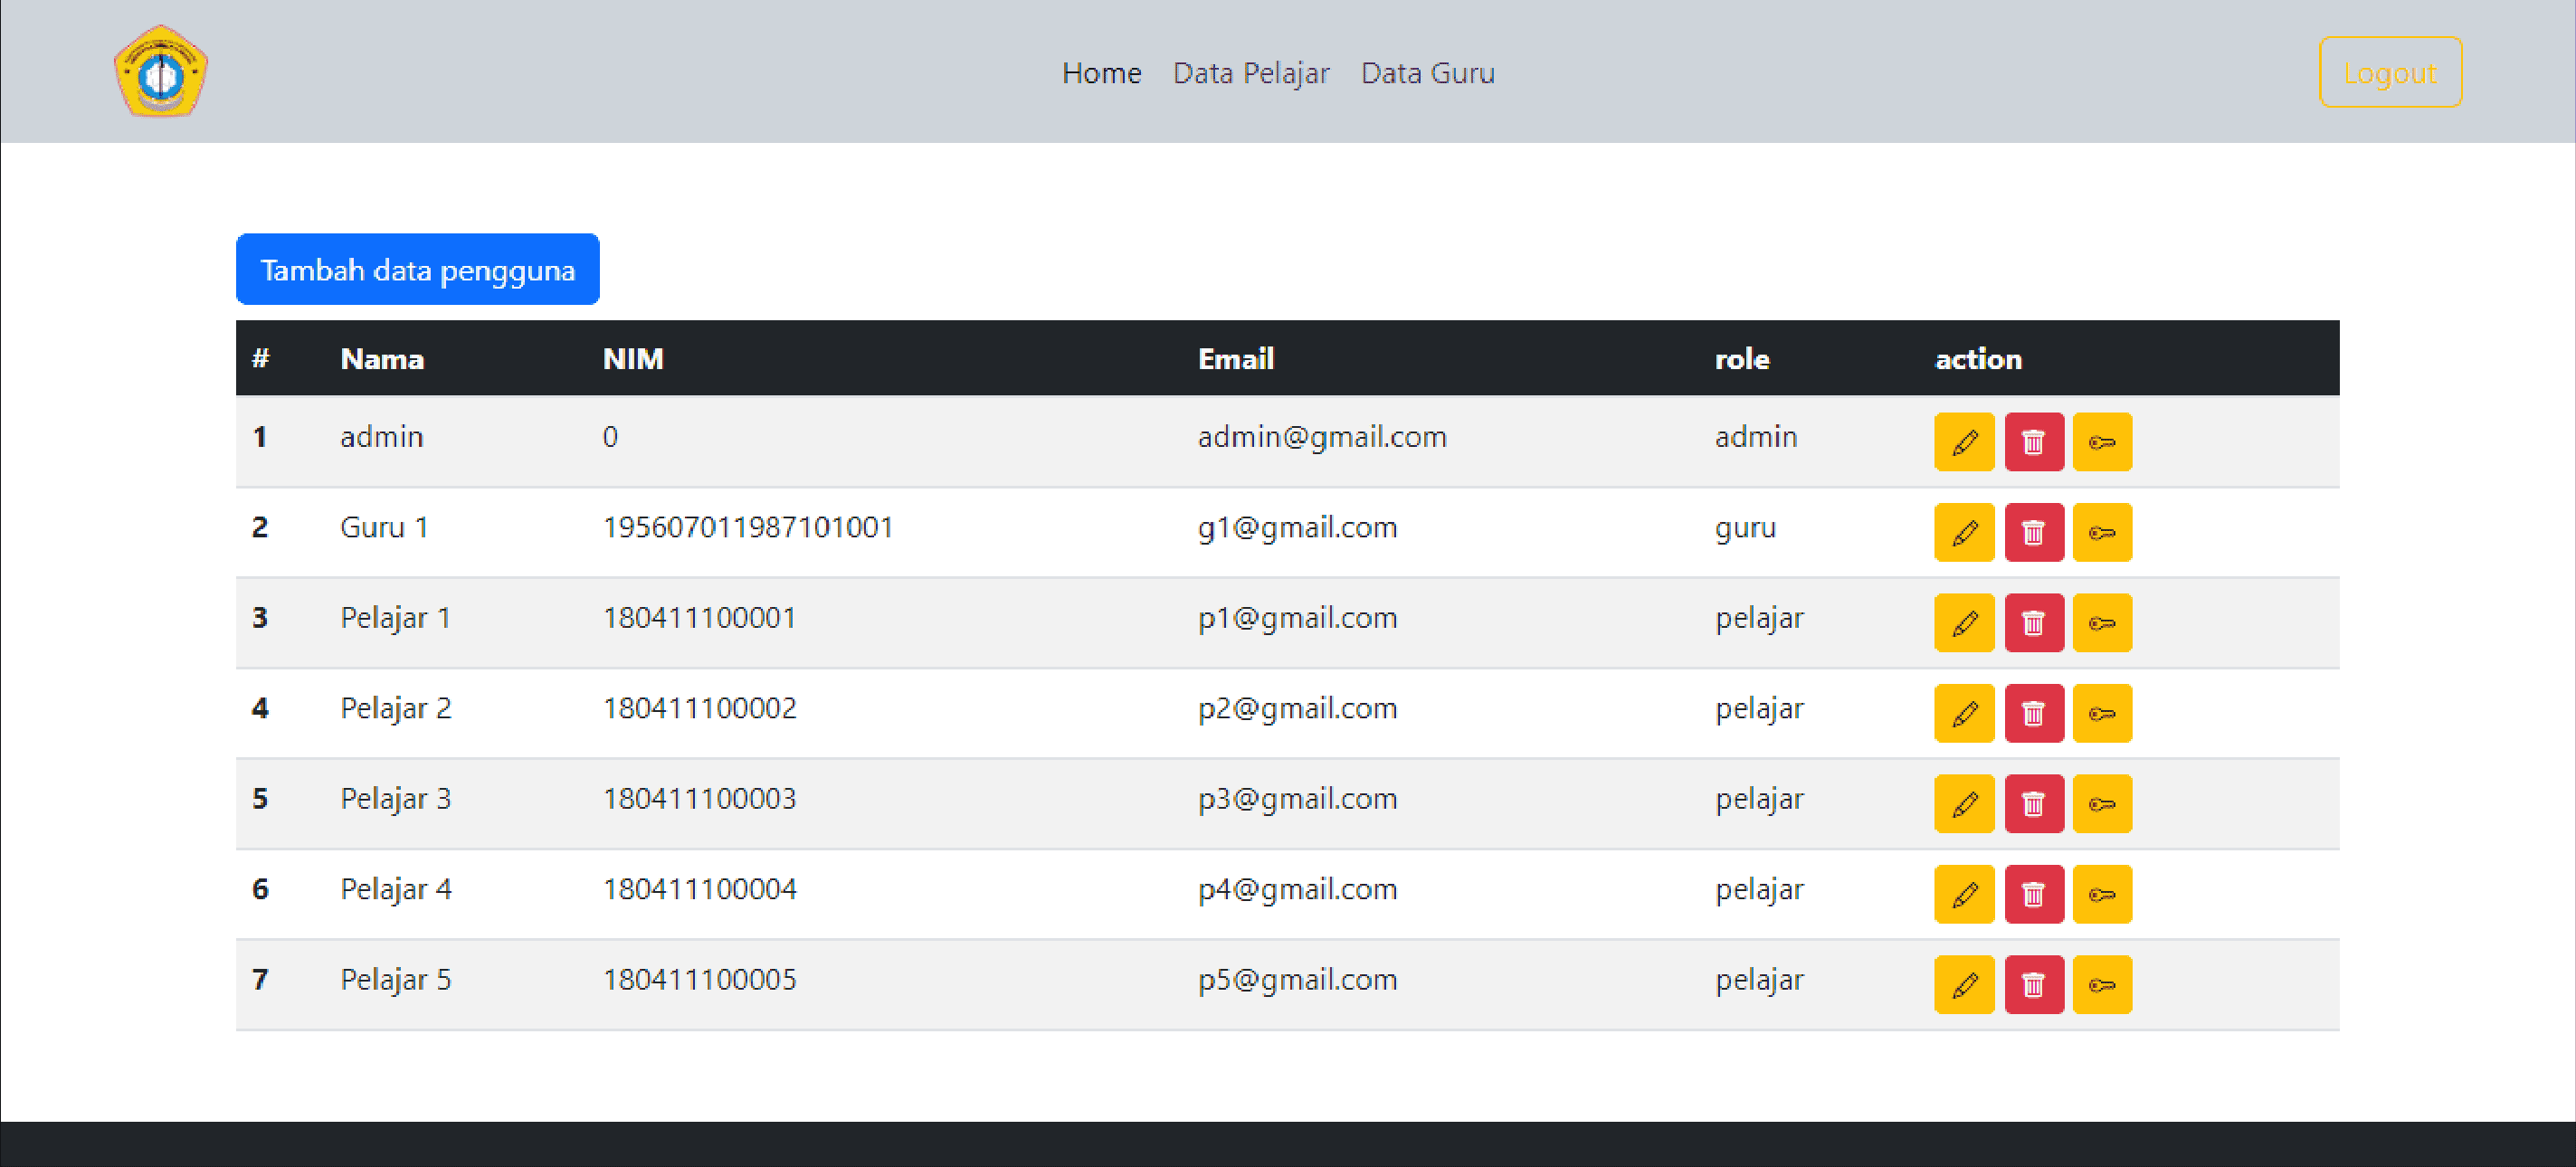 Home Data Pelajar Data Guru Logout
Tambah data pengguna
# Nama NIM Email role action
1 admin 0 admin@gmail.com admin
2 Guru 1 195607011987101001 g1@gmail.com guru
3 Pelajar 1 180411100001 p1@gmail.com pelajar
4 Pelajar 2 180411100002 p2@gmail.com pelajar
5 Pelajar 3 180411100003 p3@gmail.com pelajar
6 Pelajar 4 180411100004 p4@gmail.com pelajar
7 Pelajar 5 180411100005 p5@gmail.com pelajar